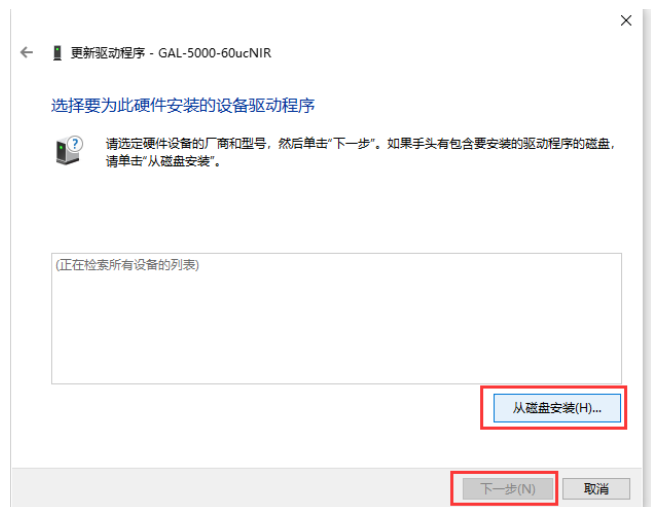 更新驱动程序 - GAL-5000-60ucNIR
选择要为此硬件安装的设备驱动程序
请选定硬件设备的厂商和型号，然后单击"下一步"。如果手头有包含要安装的驱动程序的磁盘，
请单击"从磁盘安装"。
(正在检索所有设备的列表)
从磁盘安装(H)...
下一步(N)
取消